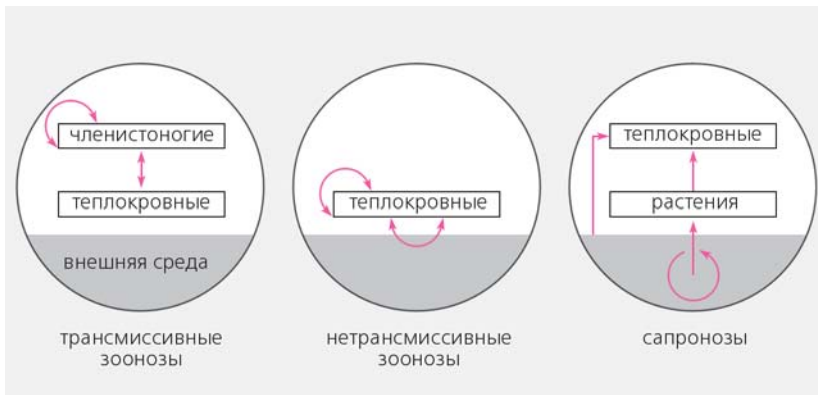 членистоногие
теплокровные
внешняя среда
трансмиссивные
зоонозы
теплокровные
нетрансмиссивные
зоонозы
теплокровные
растения
сапронозы